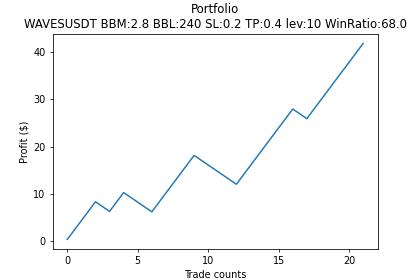 Portfolio
WAVESUSDT BBM:2.8 BBL:240 SL:0.2 TP:0.4 lev:10 WinRatio:68.0
40
30
20
10
0
Profit ($)
0 5 10 15 20
Trade counts